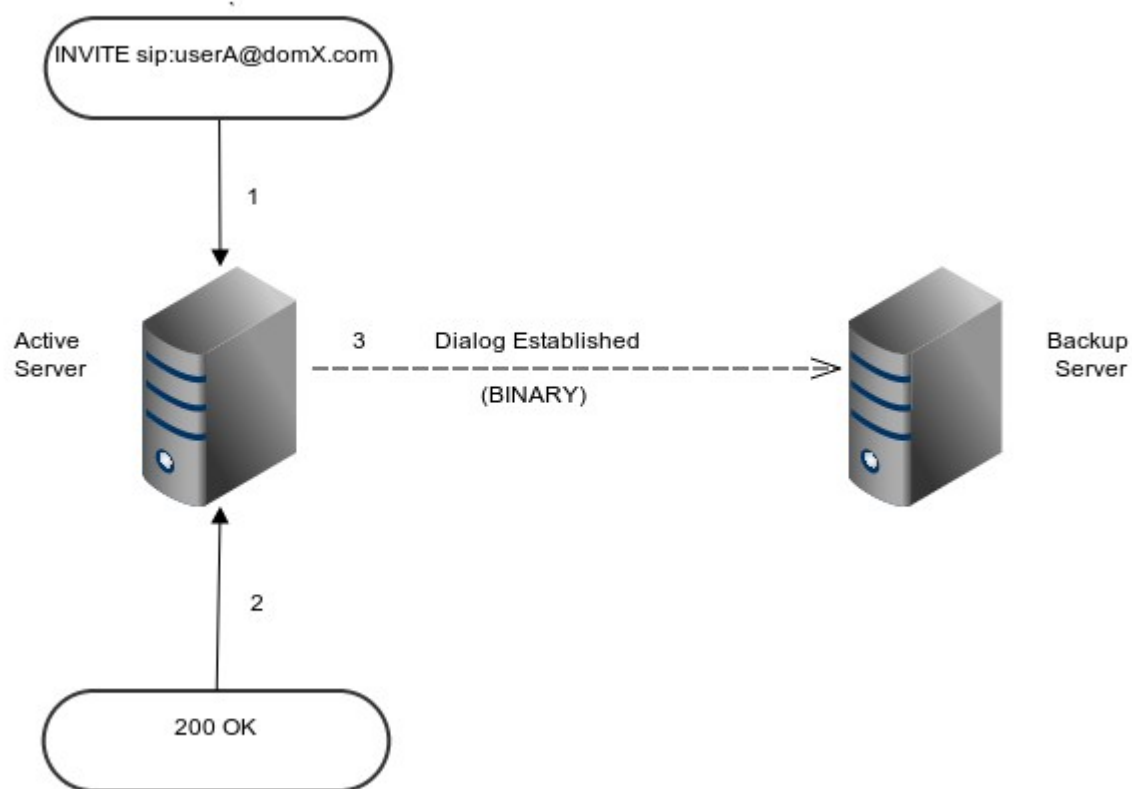 INVITE sip:userA@domX.com
1
Active
Server
3 Dialog Established
(BINARY)
Backup
Server
2
200 OK